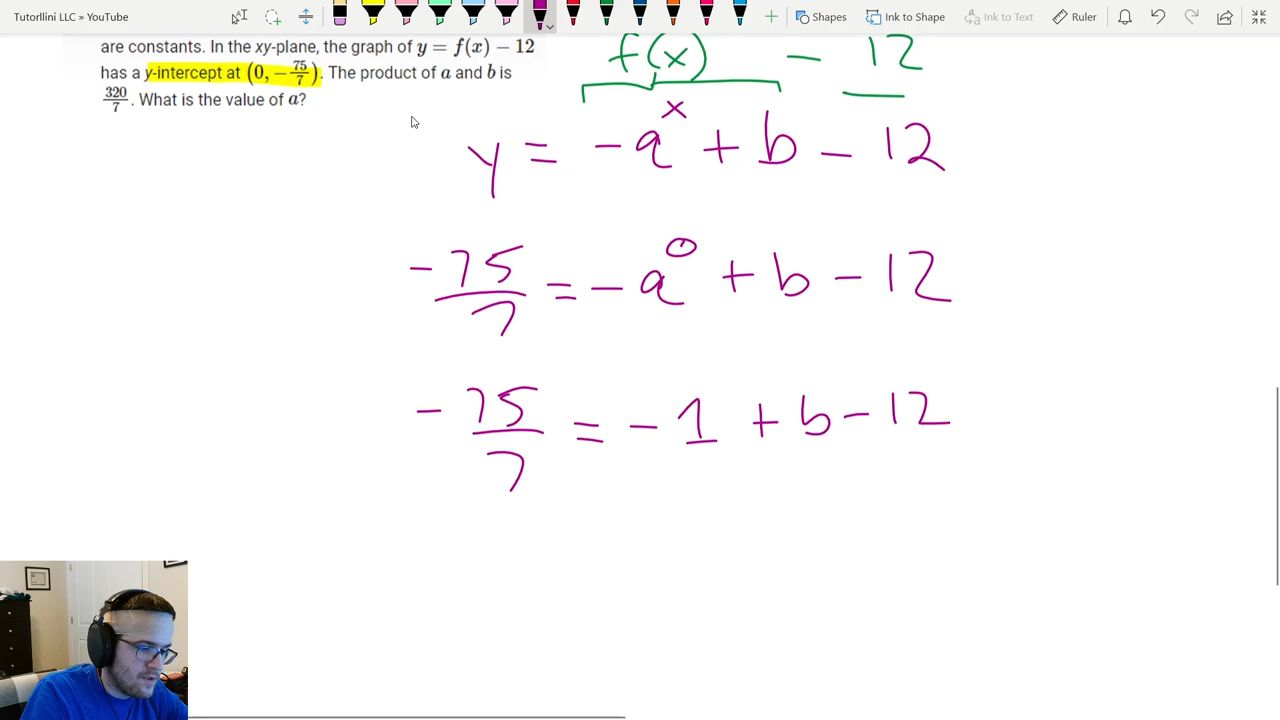 Tutorllini LLC » YouTube
Shapes
Ink to Shape
Ink to Text
Ruler
are constants. In the xy-plane, the graph of y = f(x) − 12
has a y-intercept at (0, −75/7). The product of a and b is
320/7. What is the value of a?
f(x) − 12
y = −a^x + b − 12
−75/7 = −a^0 + b − 12
−75/7 = −1 + b − 12